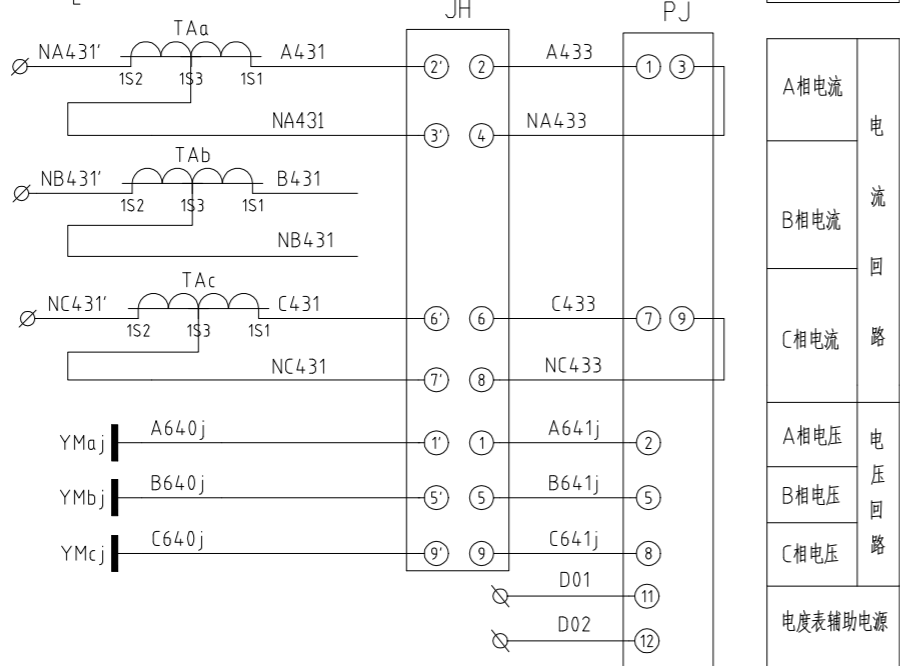 JH PJ
TAa
NA431' A431 2' 2 A433 1 3
1S2 1S3 1S1
NA431 3' 4 NA433
TAb
NB431' B431
1S2 1S3 1S1
NB431
TAc
NC431' C431 6' 6 C433 7 9
1S2 1S3 1S1
NC431 7' 8 NC433
YMaj A640j 1' 1 A641j 2
YMbj B640j 5' 5 B641j 5
YMcj C640j 9' 9 C641j 8
D01 11
D02 12
A相电流
B相电流
C相电流
电流回路
A相电压
B相电压
C相电压
电压回路
电度表辅助电源